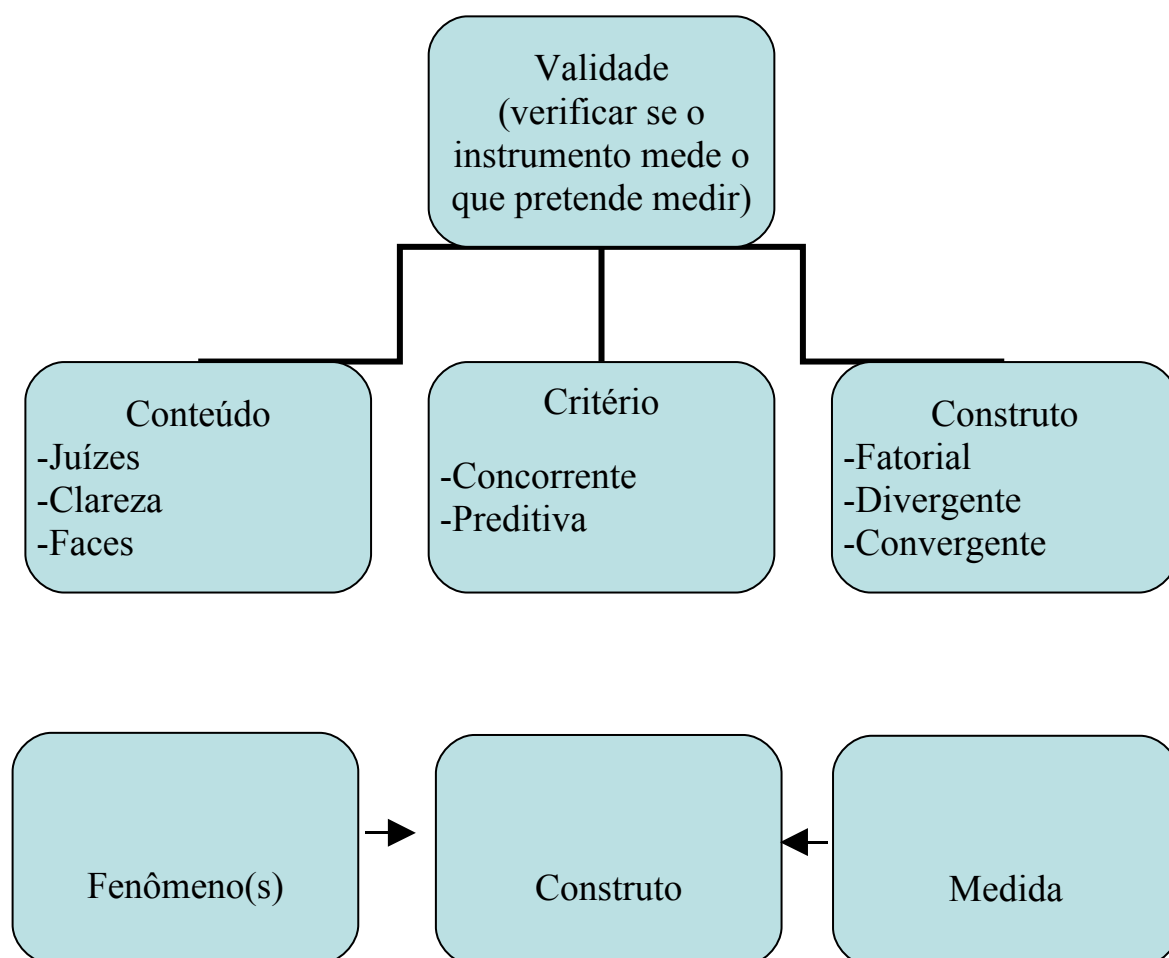 Validade
(verificar se o
instrumento mede o
que pretende medir)
Conteúdo
-Juízes
-Clareza
-Faces
Critério
-Concorrente
-Preditiva
Construto
-Fatorial
-Divergente
-Convergente
Fenômeno(s)
Construto
Medida